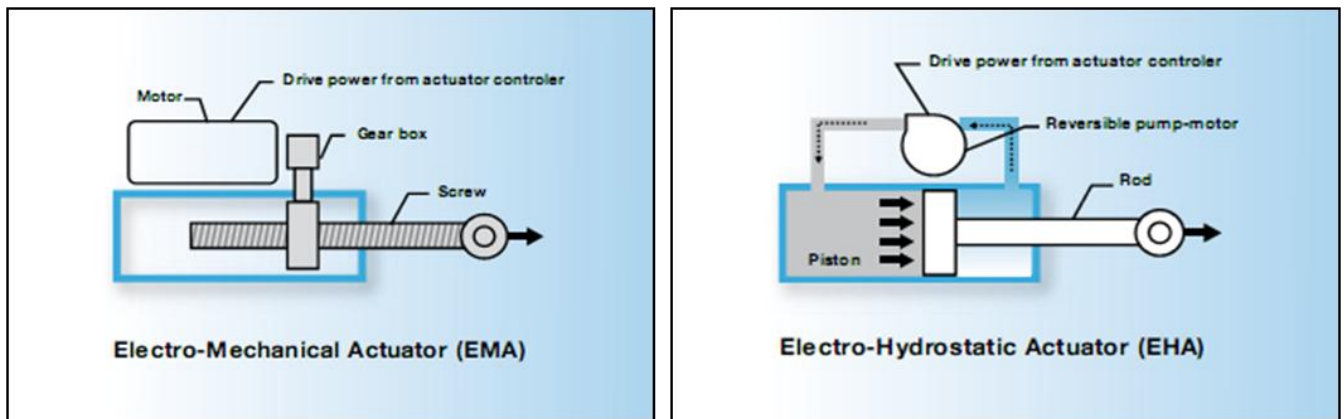 Drive power from actuator controler
Motor
Gear box
Screw
Electro-Mechanical Actuator (EMA)
Drive power from actuator controler
Reversible pump-motor
Rod
Piston
Electro-Hydrostatic Actuator (EHA)